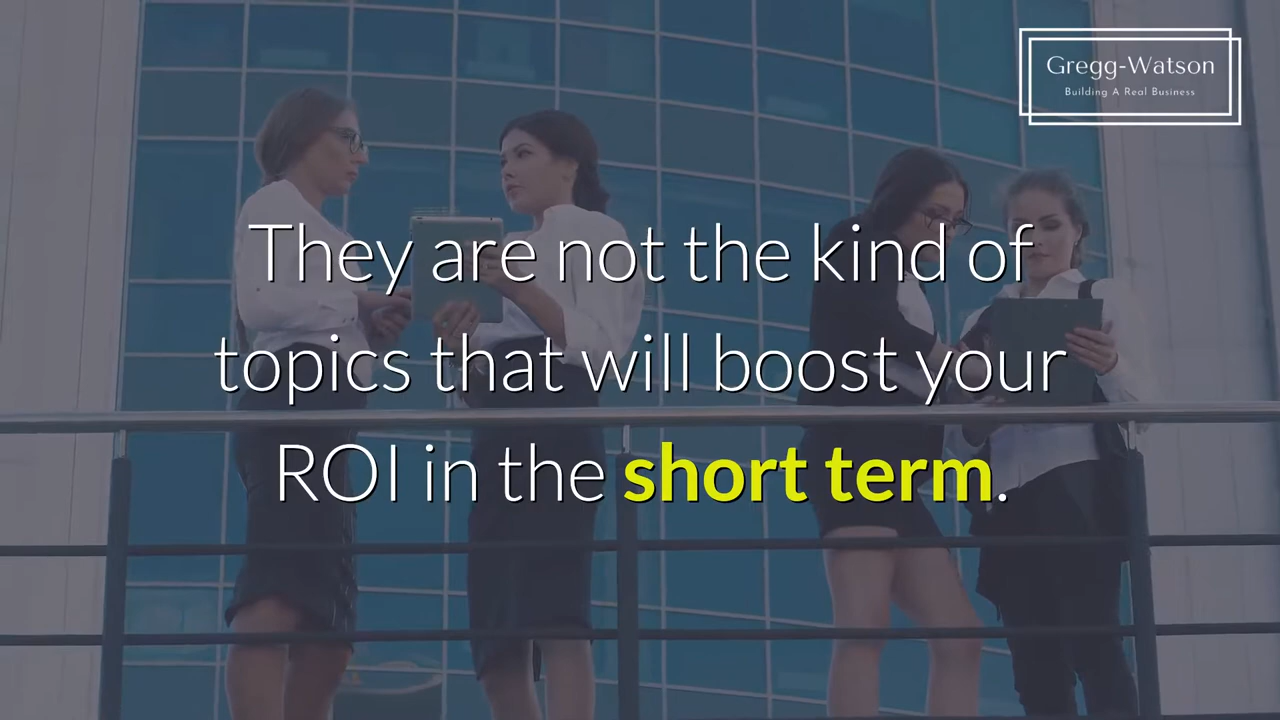 Gregg-Watson
Building A Real Business
They are not the kind of
topics that will boost your
ROI in the short term.